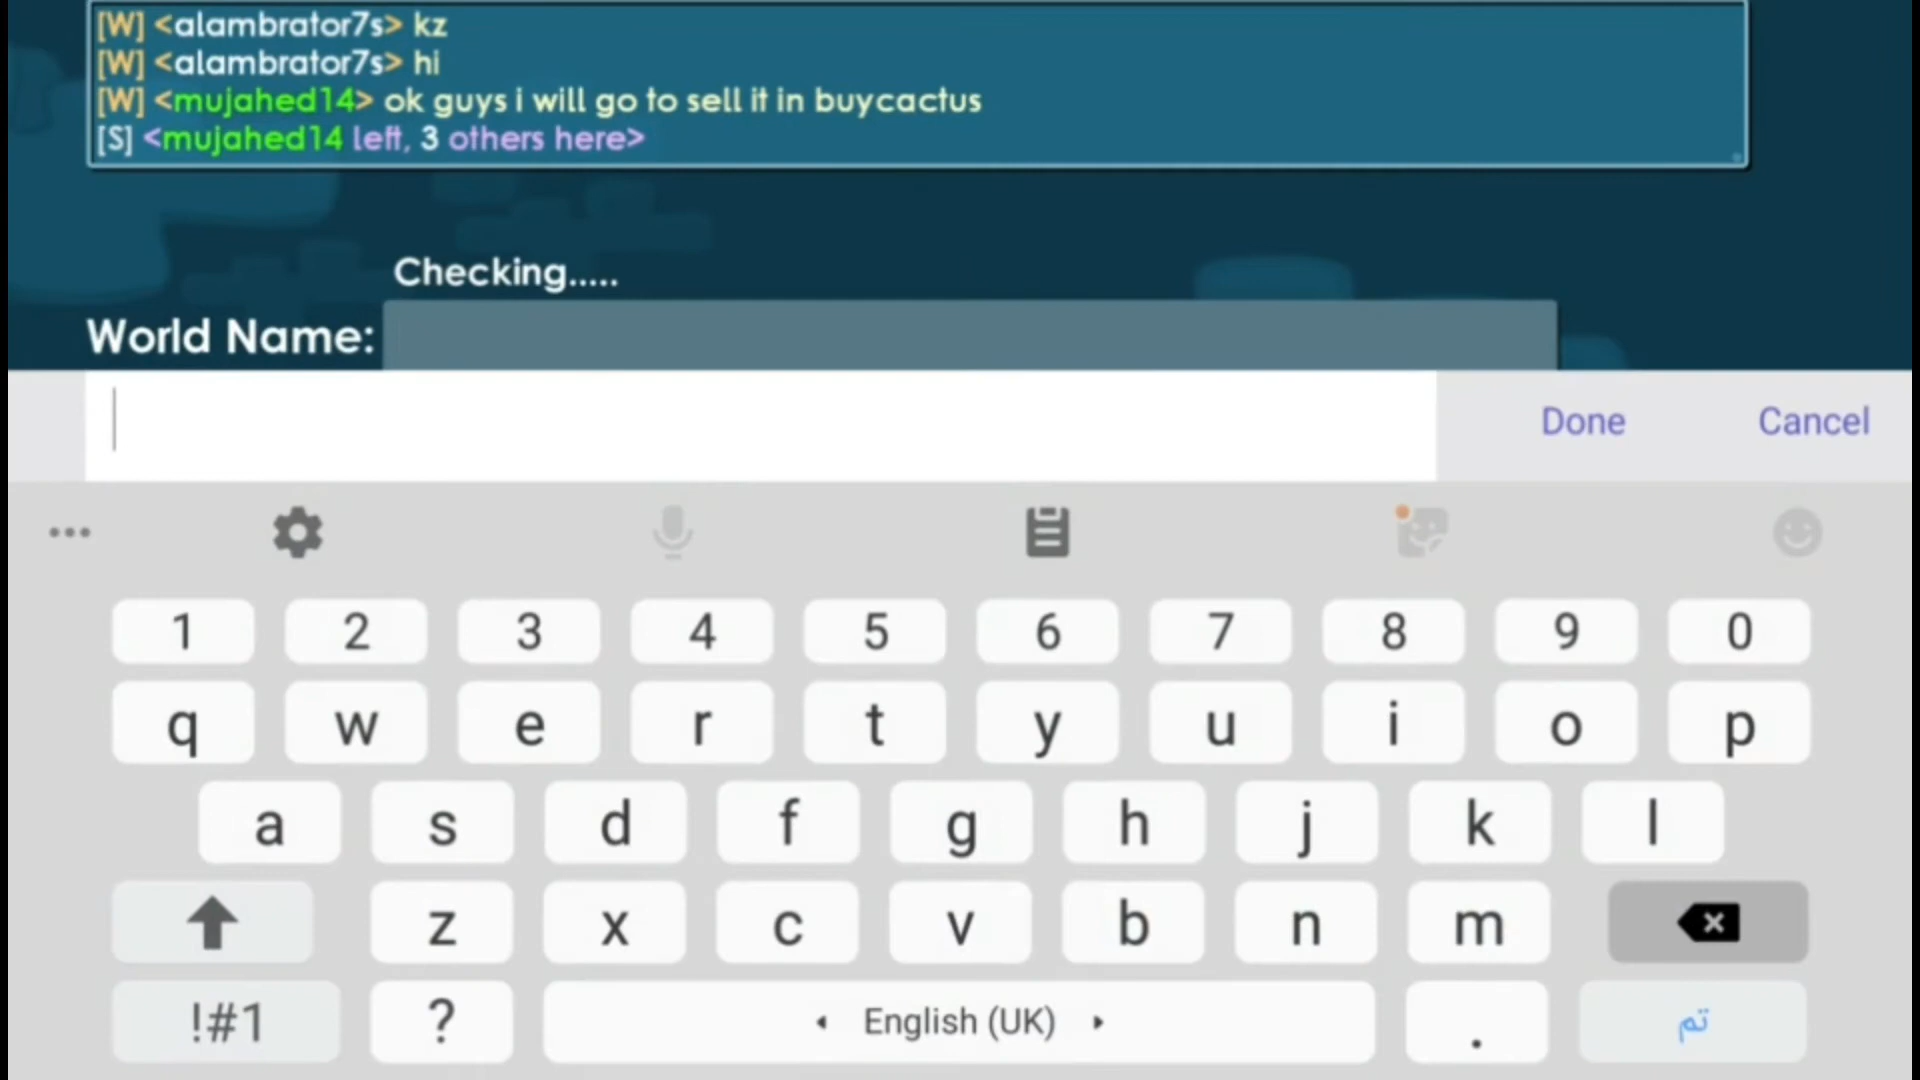 [W] <alambrator7s> kz
[W] <alambrator7s> hi
[W] <mujahed14> ok guys i will go to sell it in buycactus
[S] <mujahed14 left, 3 others here>
Checking.....
World Name:
Done Cancel
1 2 3 4 5 6 7 8 9 0
q w e r t y u i o p
a s d f g h j k l
z x c v b n m
!#1 ? English (UK) . تم